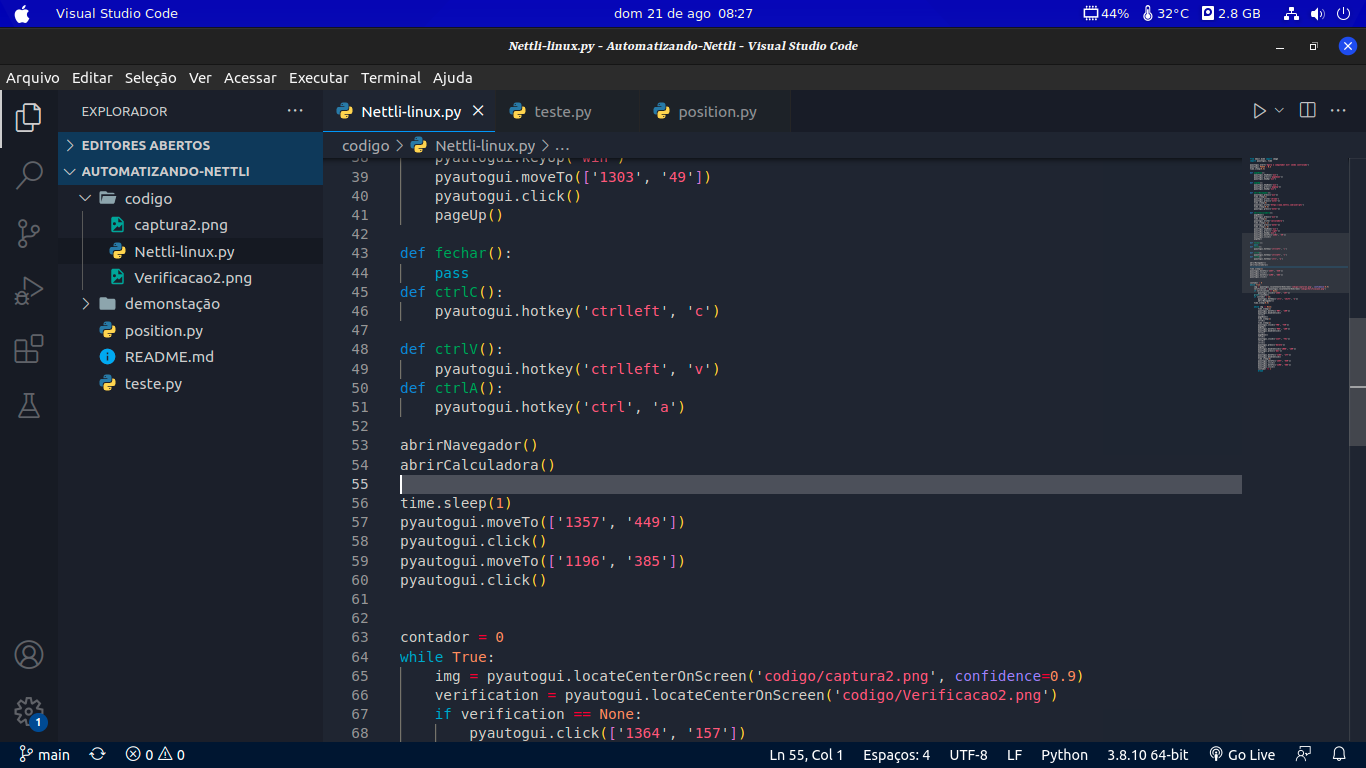 Visual Studio Code
dom 21 de ago 08:27
44% 32°C 2.8 GB
Nettli-linux.py - Automatizando-Nettli - Visual Studio Code
Arquivo Editar Seleção Ver Acessar Executar Terminal Ajuda
EXPLORADOR ···
EDITORES ABERTOS
AUTOMATIZANDO-NETTLI
codigo
captura2.png
Nettli-linux.py
Verificacao2.png
demonstação
position.py
README.md
teste.py
1
Nettli-linux.py teste.py position.py
codigo > Nettli-linux.py > ...
38 pyautogui.keyUp('win')
39 pyautogui.moveTo(['1303', '49'])
40 pyautogui.click()
41 pageUp()
42
43 def fechar():
44 pass
45 def ctrlC():
46 pyautogui.hotkey('ctrlleft', 'c')
47
48 def ctrlV():
49 pyautogui.hotkey('ctrlleft', 'v')
50 def ctrlA():
51 pyautogui.hotkey('ctrl', 'a')
52
53 abrirNavegador()
54 abrirCalculadora()
55
56 time.sleep(1)
57 pyautogui.moveTo(['1357', '449'])
58 pyautogui.click()
59 pyautogui.moveTo(['1196', '385'])
60 pyautogui.click()
61
62
63 contador = 0
64 while True:
65 img = pyautogui.locateCenterOnScreen('codigo/captura2.png', confidence=0.9)
66 verification = pyautogui.locateCenterOnScreen('codigo/Verificacao2.png')
67 if verification == None:
68 pyautogui.click(['1364', '157'])
main 0 0 Ln 55, Col 1 Espaços: 4 UTF-8 LF Python 3.8.10 64-bit Go Live